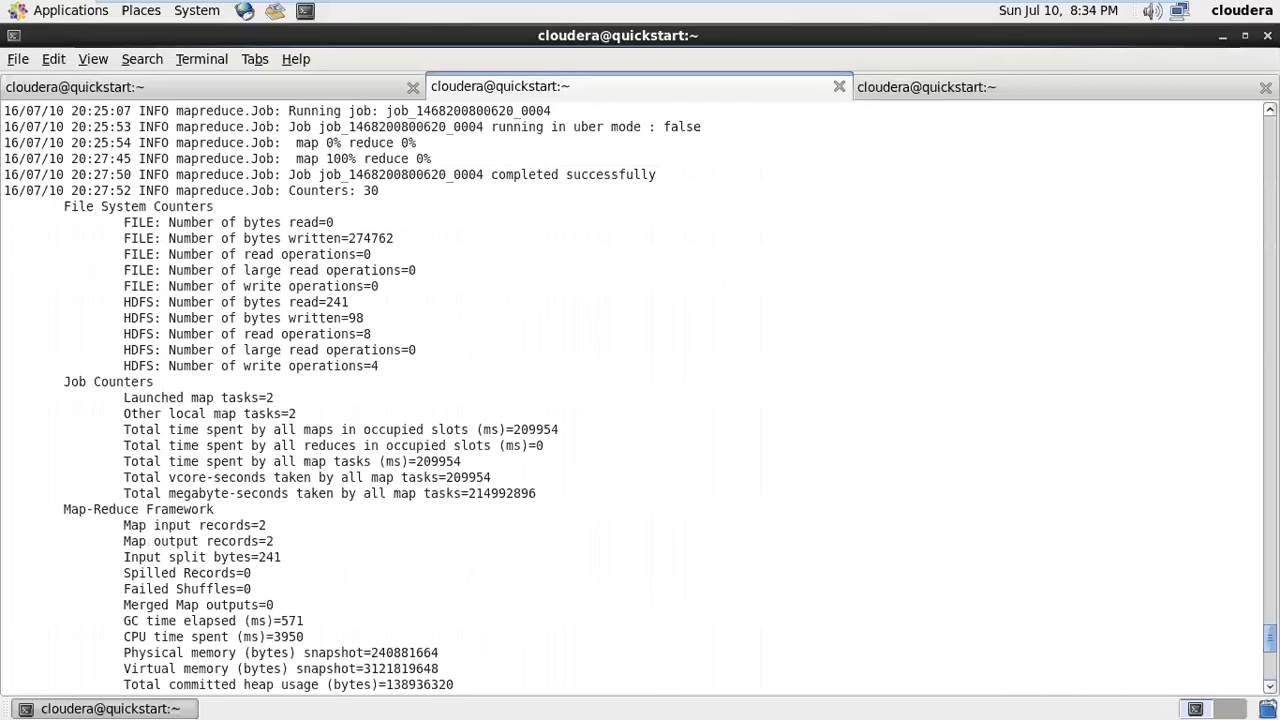 Applications Places System Sun Jul 10, 8:34 PM cloudera
cloudera@quickstart:~
File Edit View Search Terminal Tabs Help
cloudera@quickstart:~ cloudera@quickstart:~ cloudera@quickstart:~
16/07/10 20:25:07 INFO mapreduce.Job: Running job: job_1468200800620_0004
16/07/10 20:25:53 INFO mapreduce.Job: Job job_1468200800620_0004 running in uber mode : false
16/07/10 20:25:54 INFO mapreduce.Job:  map 0% reduce 0%
16/07/10 20:27:45 INFO mapreduce.Job:  map 100% reduce 0%
16/07/10 20:27:50 INFO mapreduce.Job: Job job_1468200800620_0004 completed successfully
16/07/10 20:27:52 INFO mapreduce.Job: Counters: 30
File System Counters
FILE: Number of bytes read=0
FILE: Number of bytes written=274762
FILE: Number of read operations=0
FILE: Number of large read operations=0
FILE: Number of write operations=0
HDFS: Number of bytes read=241
HDFS: Number of bytes written=98
HDFS: Number of read operations=8
HDFS: Number of large read operations=0
HDFS: Number of write operations=4
Job Counters
Launched map tasks=2
Other local map tasks=2
Total time spent by all maps in occupied slots (ms)=209954
Total time spent by all reduces in occupied slots (ms)=0
Total time spent by all map tasks (ms)=209954
Total vcore-seconds taken by all map tasks=209954
Total megabyte-seconds taken by all map tasks=214992896
Map-Reduce Framework
Map input records=2
Map output records=2
Input split bytes=241
Spilled Records=0
Failed Shuffles=0
Merged Map outputs=0
GC time elapsed (ms)=571
CPU time spent (ms)=3950
Physical memory (bytes) snapshot=240881664
Virtual memory (bytes) snapshot=3121819648
Total committed heap usage (bytes)=138936320
cloudera@quickstart:~